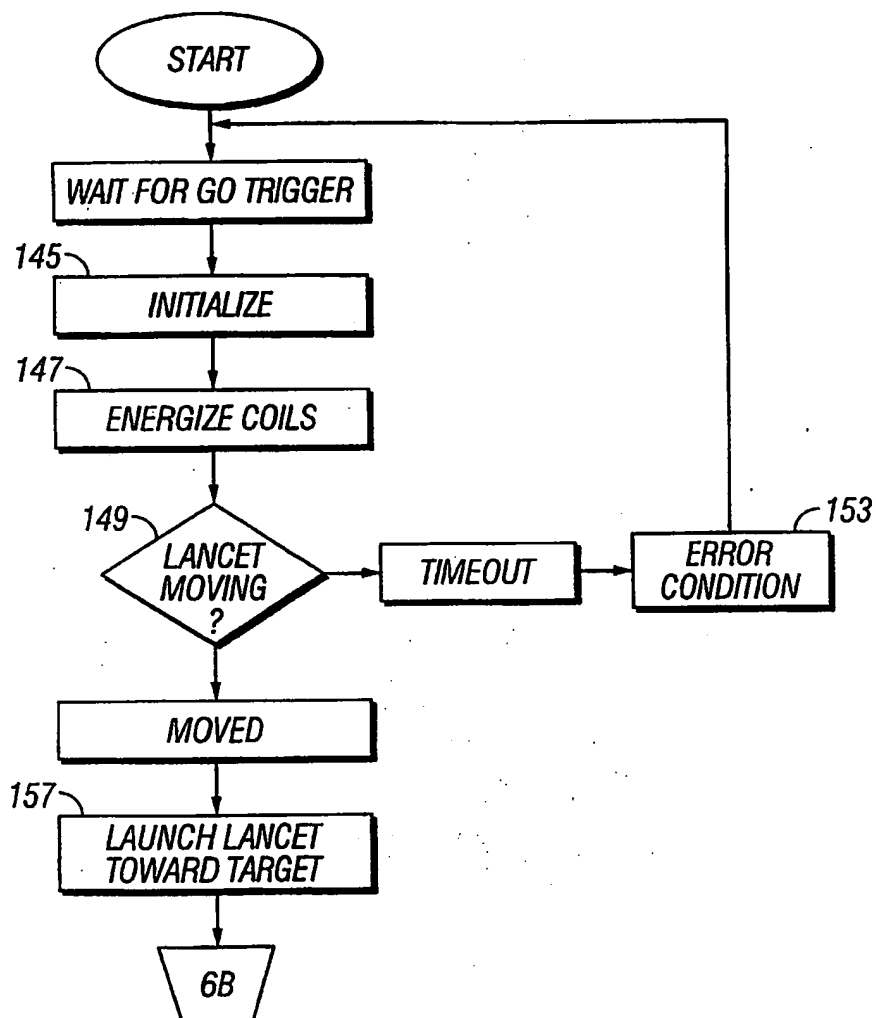 START
WAIT FOR GO TRIGGER
145
INITIALIZE
147
ENERGIZE COILS
149
LANCET
MOVING
?
TIMEOUT
153
ERROR
CONDITION
MOVED
157
LAUNCH LANCET
TOWARD TARGET
6B